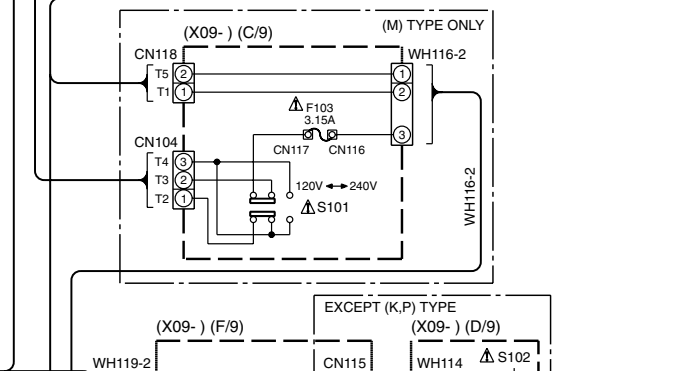 (M) TYPE ONLY
(X09- ) (C/9)
CN118
WH116-2
T5 2
1
T1 1
2
F103
3.15A
3
CN117 CN116
CN104
T4 3
T3 2
T2 1
120V 240V
S101
WH116-2
EXCEPT (K,P) TYPE
(X09- ) (F/9)
(X09- ) (D/9)
WH119-2
CN115
WH114
S102